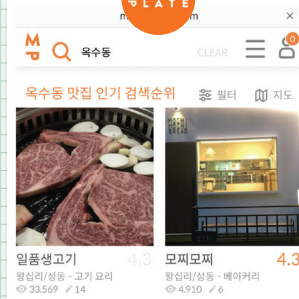 PLATE
M
P
옥수동
CLEAR
0
옥수동 맛집 인기 검색순위
필터
지도
일품생고기 4.3
왕십리/성동 - 고기 요리
33,569 14
모찌모찌 4.3
왕십리/성동 - 베이커리
4,910 6